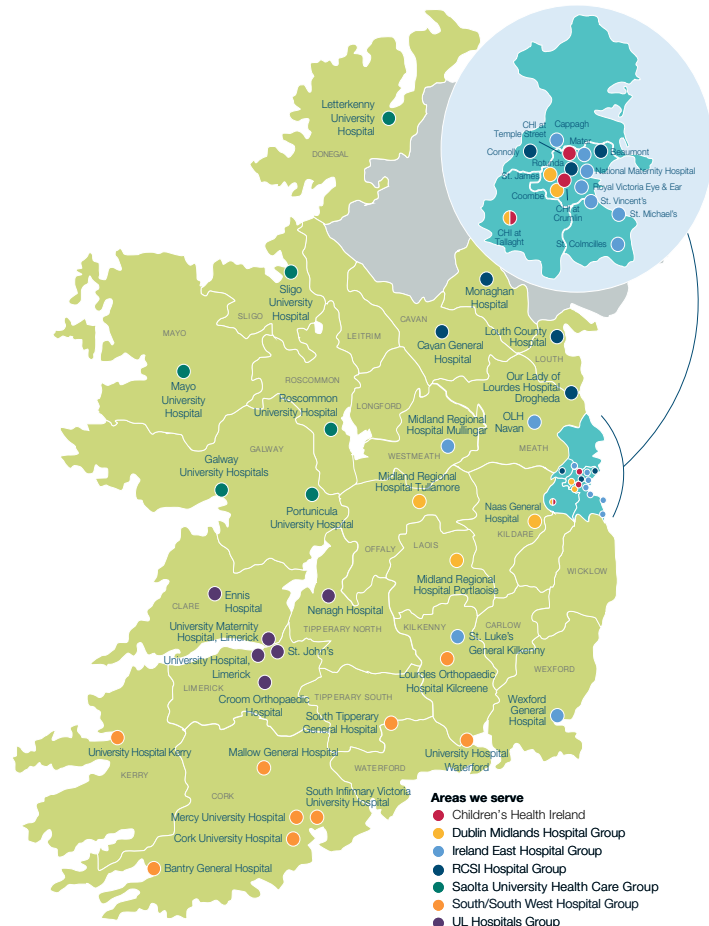 Letterkenny
University
Hospital
DONEGAL
CHI at
Temple Street
Cappagh
Mater
Connolly
Beaumont
Rotunda
National Maternity Hospital
St. James
Royal Victoria Eye & Ear
Coombe
St. Vincent's
CHI at
Crumlin
St. Michael's
CHI at
Tallaght
St. Colmcilles
Sligo
University
Hospital
SLIGO
Monaghan
Hospital
MAYO
LEITRIM
CAVAN
Cavan General
Hospital
Louth County
Hospital
LOUTH
Mayo
University
Hospital
ROSCOMMON
Roscommon
University Hospital
LONGFORD
Our Lady of
Lourdes Hospital
Drogheda
Midland Regional
Hospital Mullingar
OLH
Navan
MEATH
GALWAY
WESTMEATH
Galway
University Hospitals
Midland Regional
Hospital Tullamore
Portunicula
University Hospital
Naas General
Hospital
KILDARE
OFFALY
LAOIS
Midland Regional
Hospital Portlaoise
WICKLOW
Ennis
Hospital
CLARE
Nenagh Hospital
University Maternity
Hospital, Limerick
TIPPERARY NORTH
KILKENNY
CARLOW
St. John's
St. Luke's
General Kilkenny
University Hospital,
Limerick
LIMERICK
Croom Orthopaedic
Hospital
Lourdes Orthopaedic
Hospital Kilcreene
WEXFORD
TIPPERARY SOUTH
South Tipperary
General Hospital
Wexford
General
Hospital
University Hospital Kerry
KERRY
Mallow General Hospital
University Hospital
Waterford
WATERFORD
CORK
South Infirmary Victoria
University Hospital
Mercy University Hospital
Cork University Hospital
Bantry General Hospital
Areas we serve
Children's Health Ireland
Dublin Midlands Hospital Group
Ireland East Hospital Group
RCSI Hospital Group
Saolta University Health Care Group
South/South West Hospital Group
UL Hospitals Group